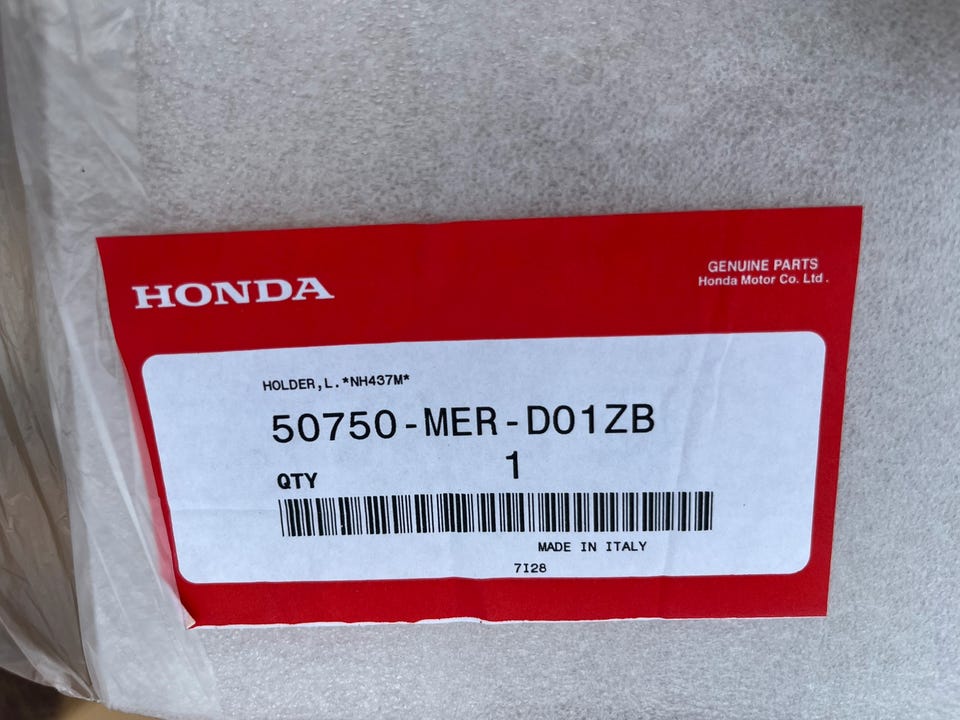 HONDA
GENUINE PARTS
Honda Motor Co. Ltd.
HOLDER,L.*NH437M*
50750-MER-D01ZB
QTY 1
MADE IN ITALY
7I28